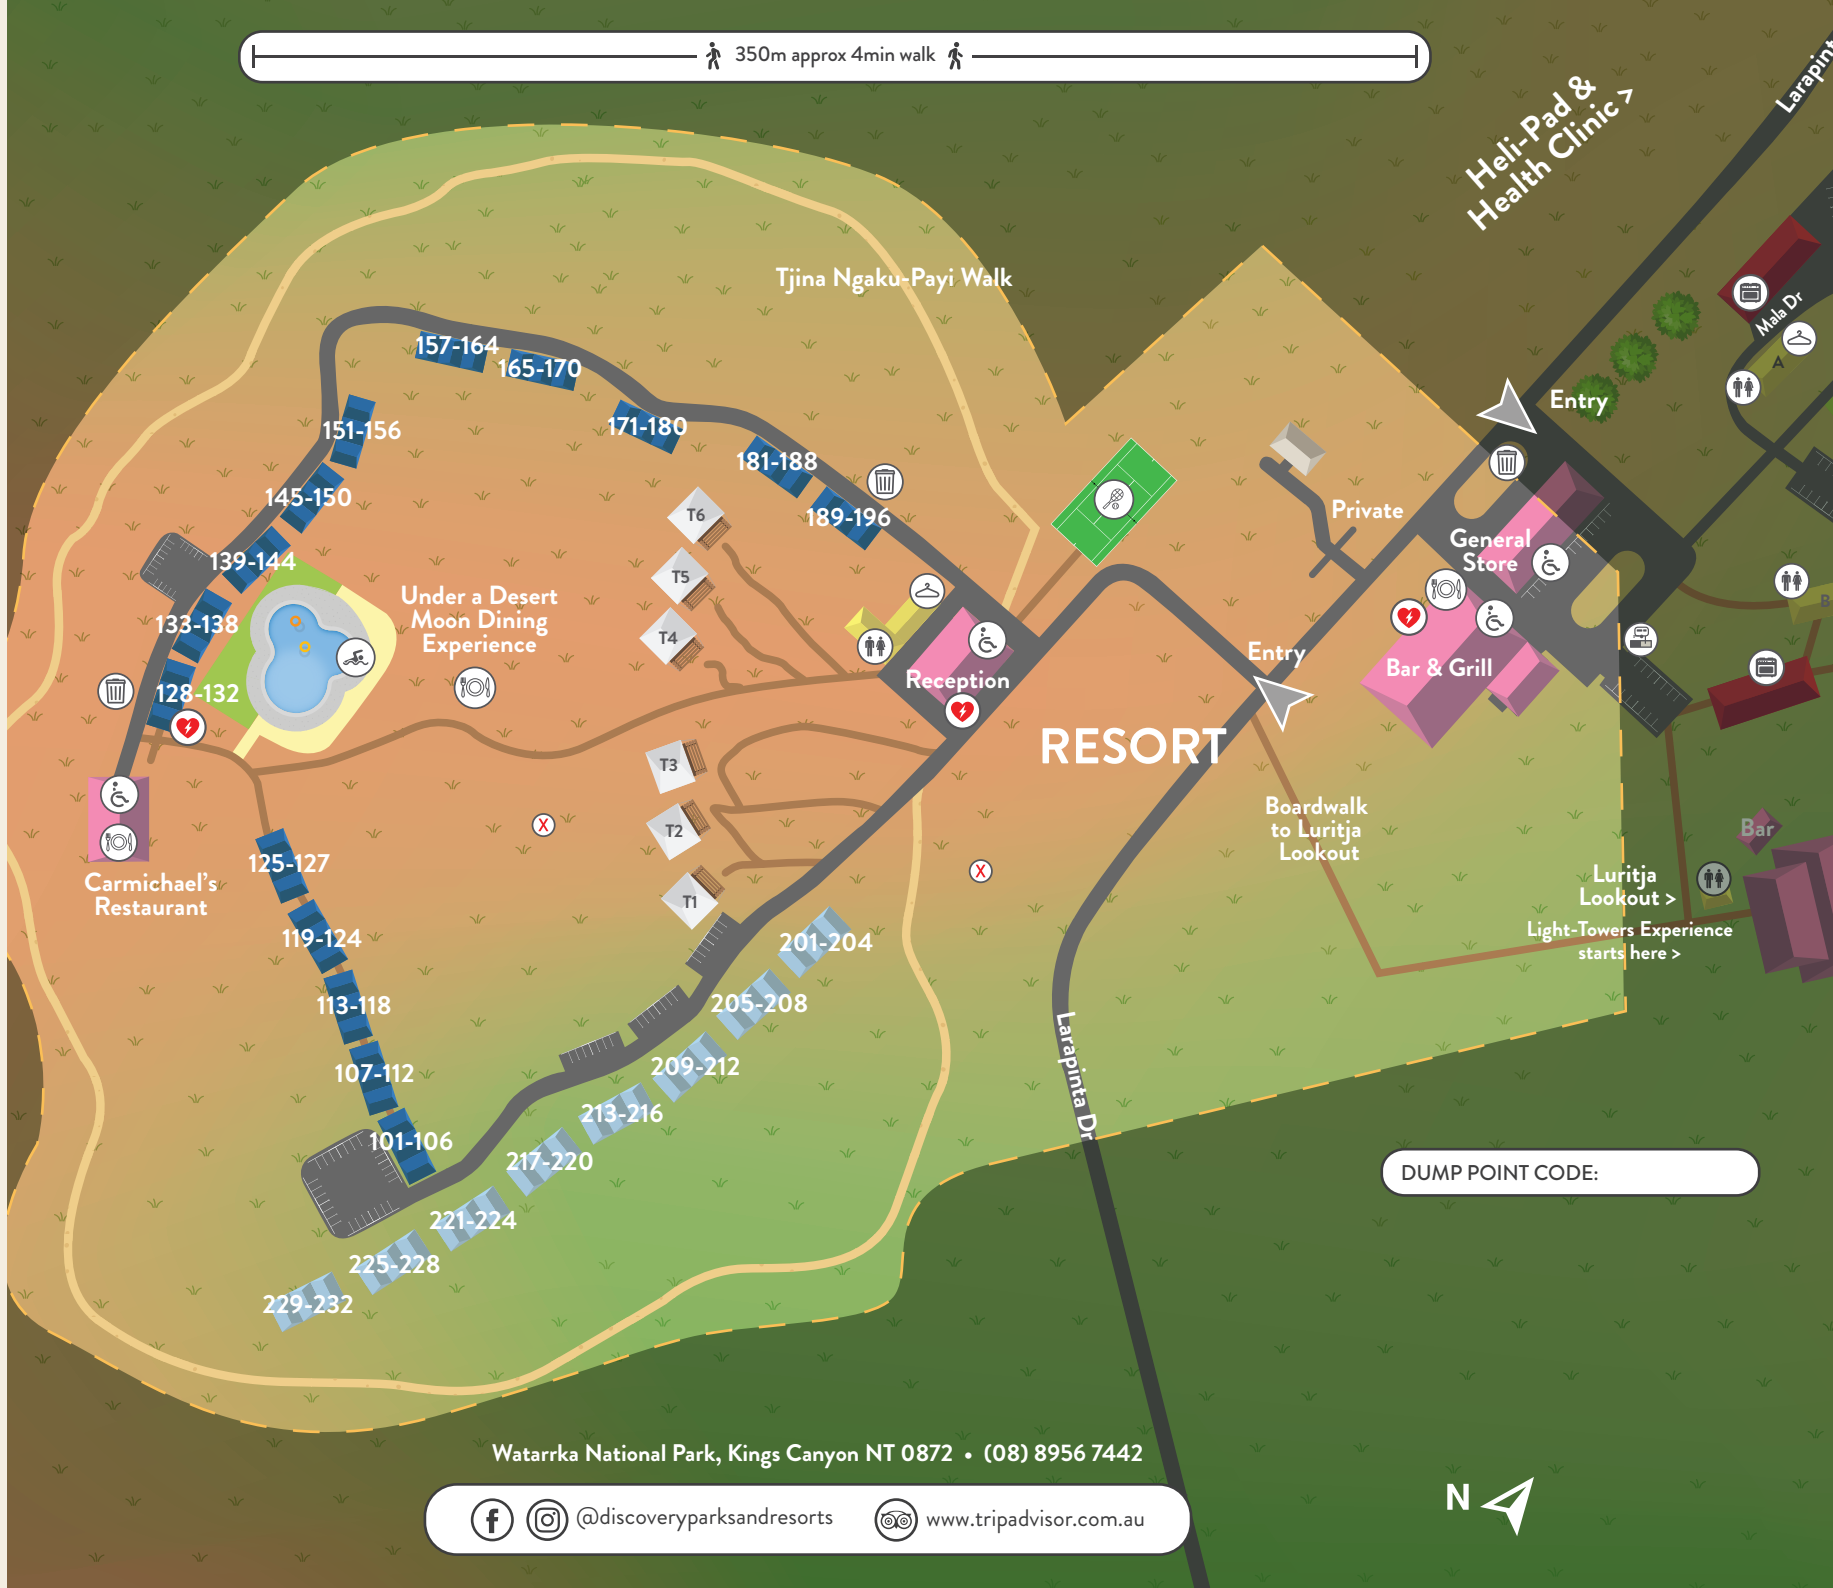 350m approx 4min walk
Larapint
Heli-Pad &
Health Clinic >
Tjina Ngaku-Payi Walk
Mala Dr
A
157-164
165-170
Entry
151-156
171-180
181-188
145-150
189-196
T6
Private
General
Store
139-144
T5
Under a Desert
Moon Dining
Experience
B
133-138
T4
Entry
Bar & Grill
128-132
Reception
RESORT
T3
Boardwalk
to Luritja
Lookout
T2
Bar
125-127
Carmichael's
Restaurant
X
X
T1
Luritja
Lookout >
Light-Towers Experience
starts here >
119-124
201-204
113-118
205-208
Larapinta Dr
107-112
209-212
213-216
101-106
217-220
DUMP POINT CODE:
221-224
225-228
229-232
Watarrka National Park, Kings Canyon NT 0872 • (08) 8956 7442
@discoveryparksandresorts
www.tripadvisor.com.au
N